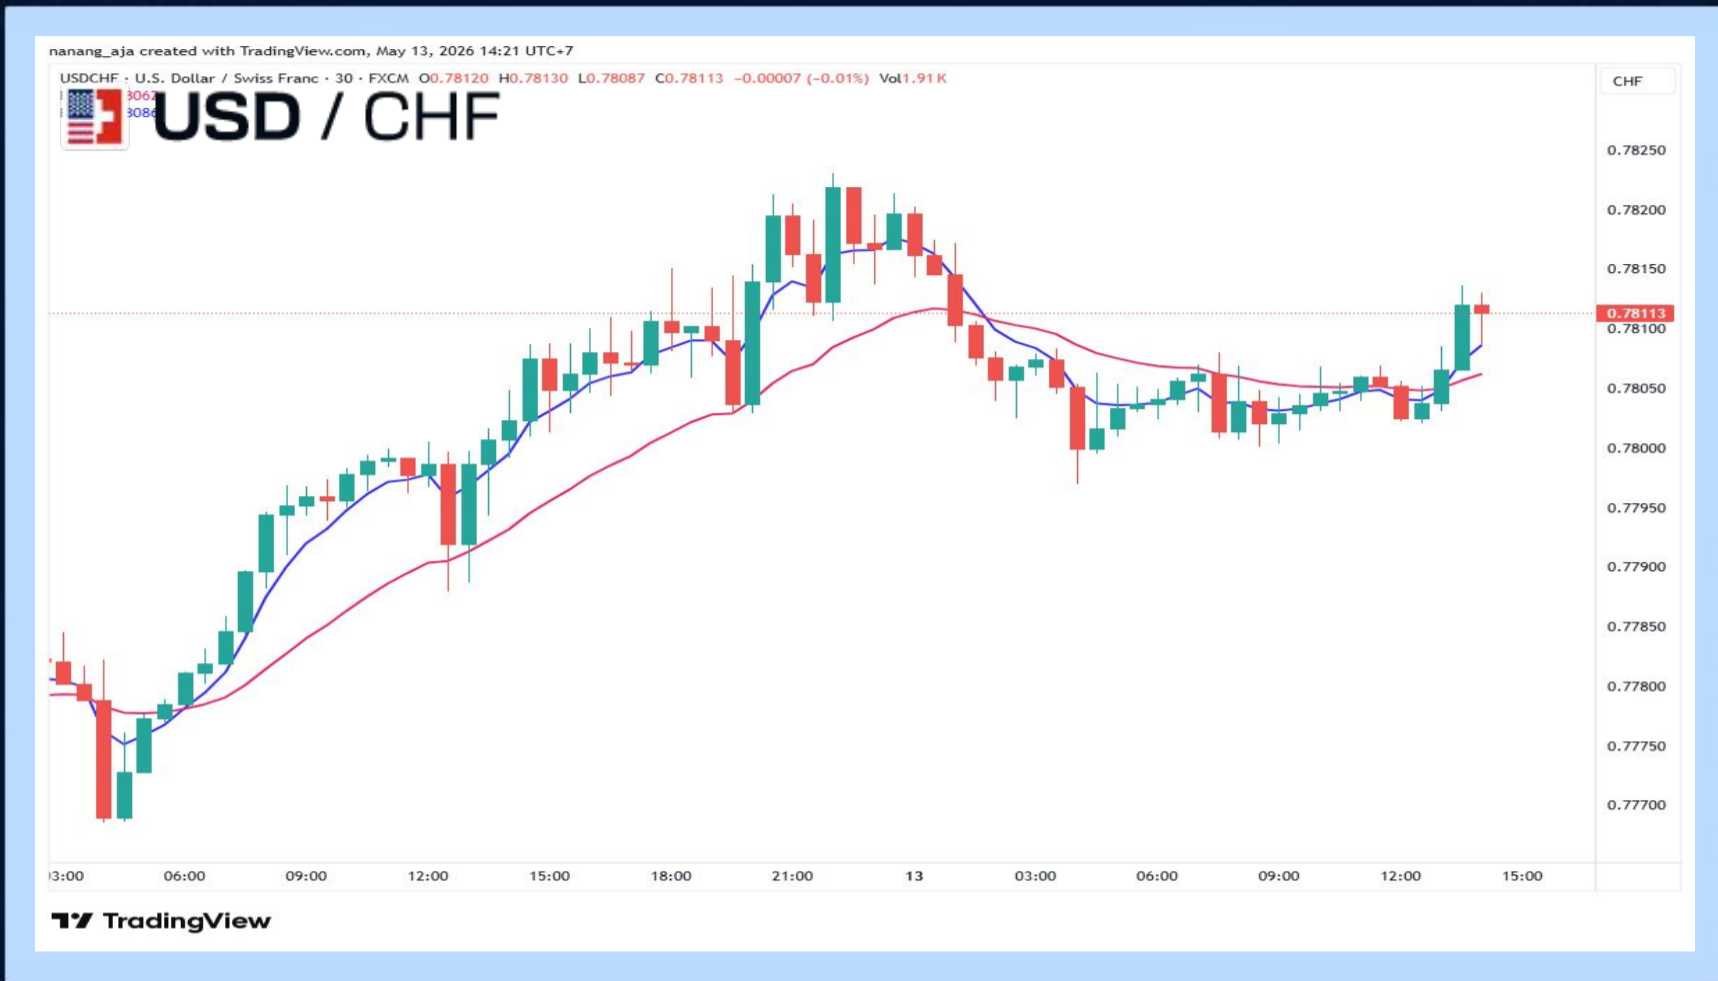 nanang_aja created with TradingView.com, May 13, 2026 14:21 UTC+7
USDCHF · U.S. Dollar / Swiss Franc · 30 · FXCM O0.78120 H0.78130 L0.78087 C0.78113 −0.00007 (−0.01%) Vol1.91 K
CHF
USD / CHF
0.78250
0.78200
0.78150
0.78113
0.78100
0.78050
0.78000
0.77950
0.77900
0.77850
0.77800
0.77750
0.77700
06:00 09:00 12:00 15:00 18:00 21:00 13 03:00 06:00 09:00 12:00 15:00
TradingView